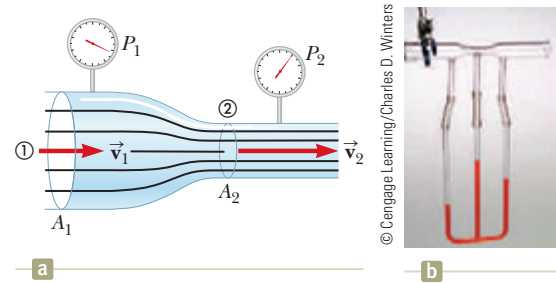 P1
P2
②
①
v⃗1
v⃗2
A1
A2
a
© Cengage Learning/Charles D. Winters
b